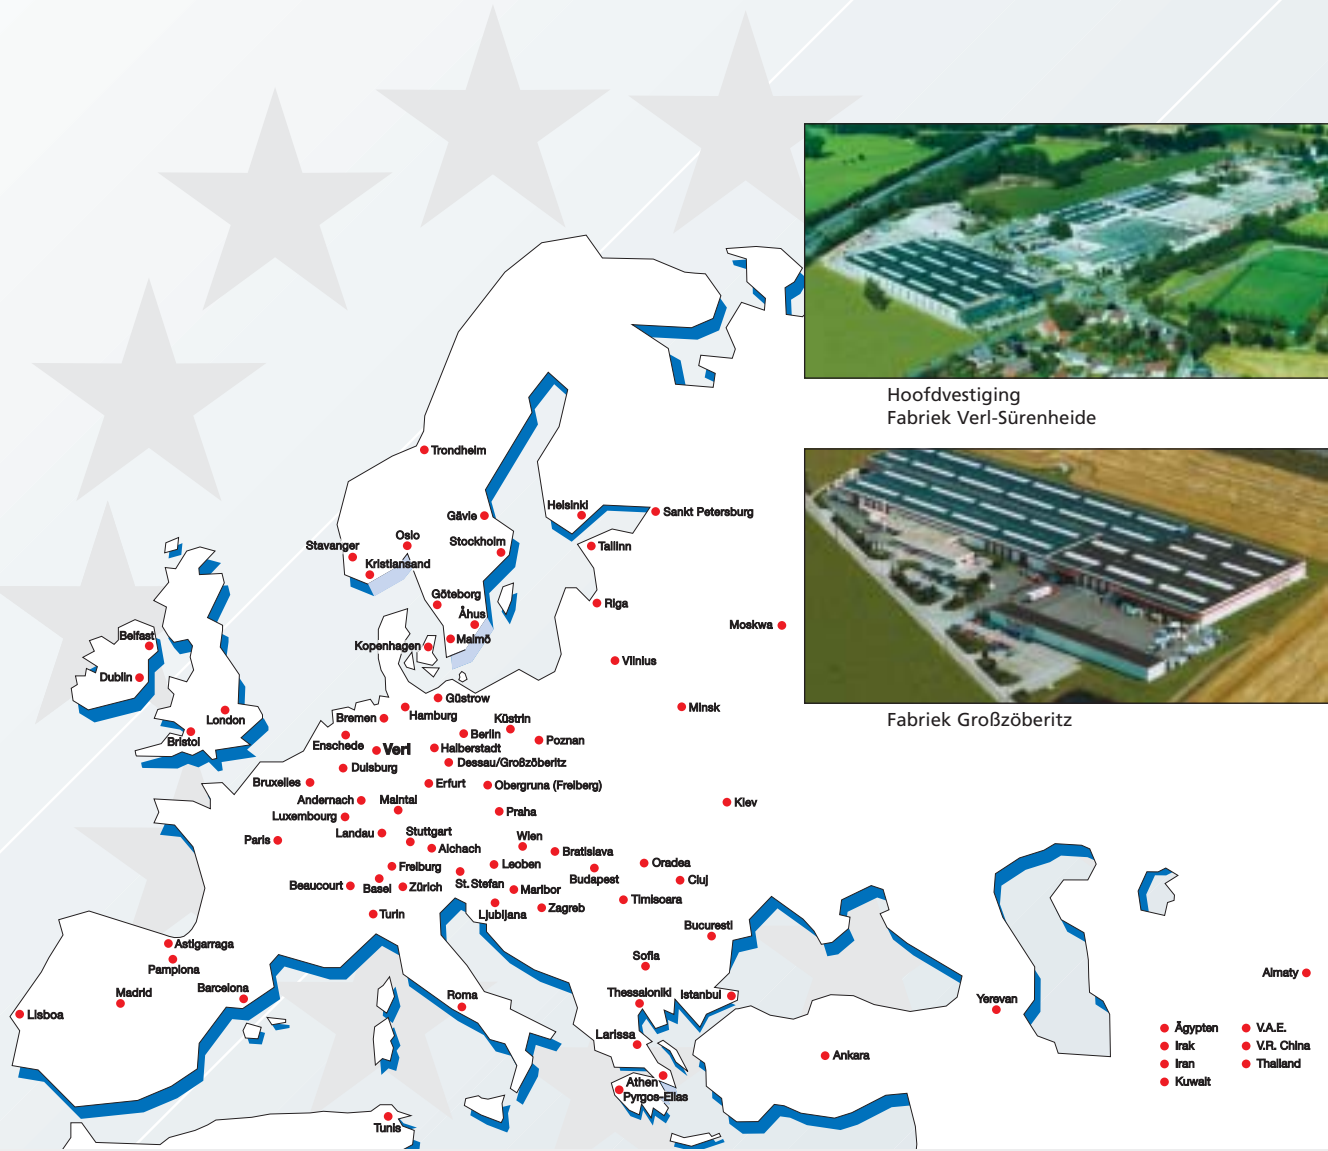 Hoofdvestiging
Fabriek Verl-Sürenheide
Trondheim
Fabriek Großzöberitz
Helsinki
Sankt Petersburg
Gävle
Oslo
Stockholm
Stavanger
Tallinn
Kristiansand
Göteborg
Riga
Åhus
Moskwa
Belfast
Malmö
Kopenhagen
Vilnius
Dublin
Güstrow
Minsk
London
Bremen
Hamburg
Küstrin
Bristol
Enschede
Berlin
Poznan
Verl
Halberstadt
Dessau/Großzöberitz
Duisburg
Bruxelles
Erfurt
Obergruna (Freiberg)
Andernach
Maintal
Kiev
Luxembourg
Praha
Landau
Stuttgart
Wien
Paris
Aichach
Bratislava
Freiburg
Leoben
Oradea
Beaucourt
Basel
Zürich
St. Stefan
Budapest
Cluj
Maribor
Timisoara
Turin
Ljubljana
Zagreb
Bucuresti
Astigarraga
Sofia
Pamplona
Almaty
Madrid
Barcelona
Roma
Thessaloniki
Istanbul
Yerevan
Lisboa
Larissa
Ankara
Ägypten
V.A.E.
Irak
V.R. China
Iran
Thailand
Kuwait
Athen
Pyrgos-Elias
Tunis